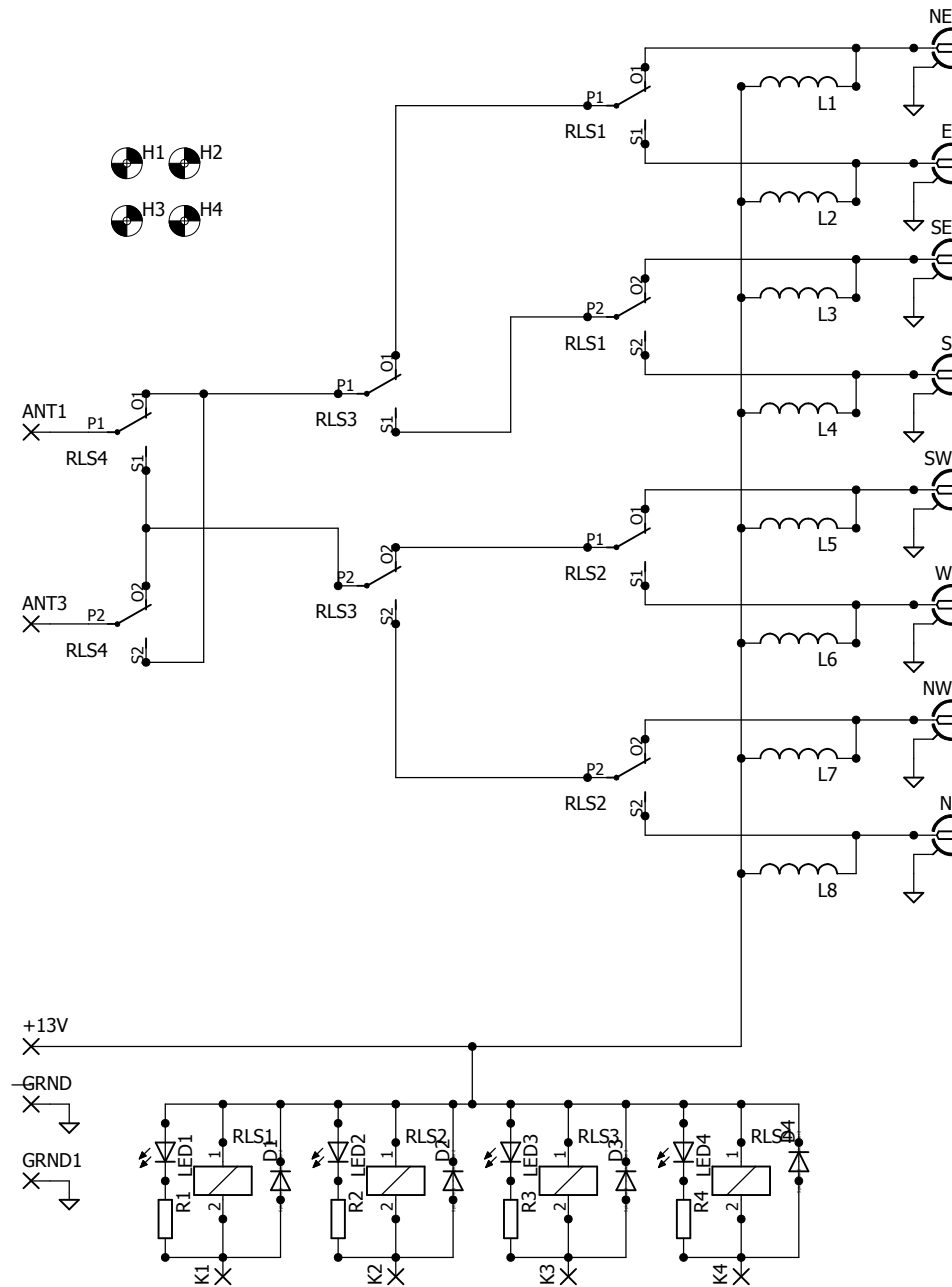 NE
O1
P1
L1
RLS1
S1
E
H1 H2
L2
H3 H4
SE
O2
P2
L3
RLS1
S2
S
O1
P1
L4
O1
ANT1
P1
RLS3
S1
RLS4
S1
SW
O1
P1
L5
O2
P2
RLS2
S1
W
O2
ANT3
P2
RLS3
S2
RLS4
S2
L6
NW
O2
P2
L7
RLS2
S2
N
L8
+13V
GRND
GRND1
LED1
1
RLS1
D1
LED2
1
RLS2
D2
LED3
1
RLS3
D3
LED4
1
RLS4
D4
R1
2
R2
2
R3
2
R4
2
K1
K2
K3
K4